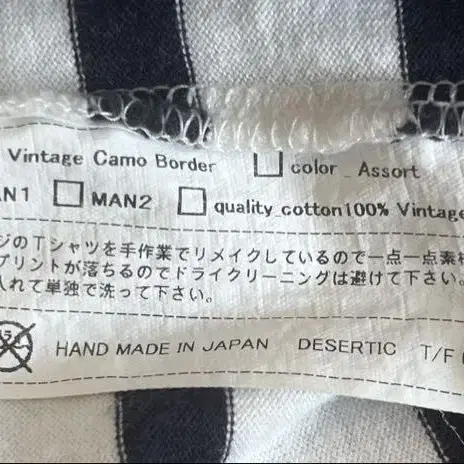 Vintage Camo Border □ color _ Assort
AN1 □ MAN2 □ quality_cotton100% Vintage
ジのTシャツを手作業でリメイクしているので一点一点素材
プリントが落ちるのでドライクリーニングは避けて下さい。
入れて単独で洗って下さい。
HAND MADE IN JAPAN DESERTIC T/F